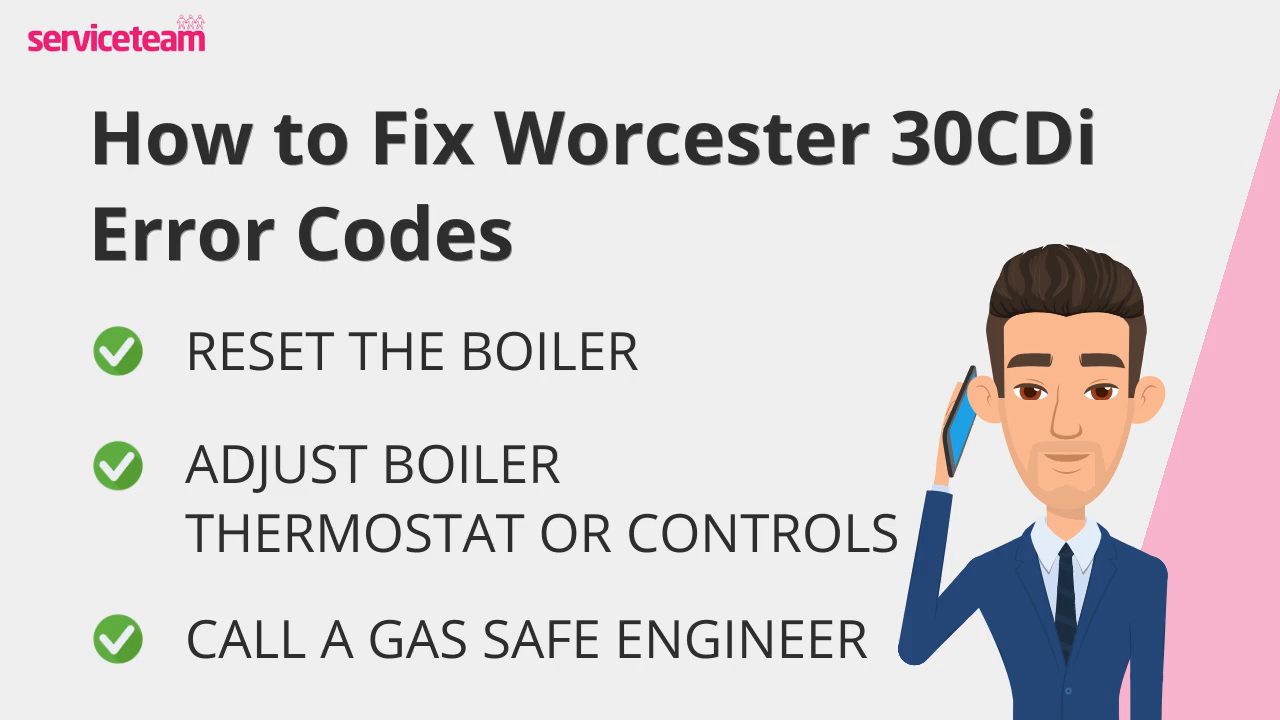 serviceteam
How to Fix Worcester 30CDi
Error Codes
RESET THE BOILER
ADJUST BOILER
THERMOSTAT OR CONTROLS
CALL A GAS SAFE ENGINEER